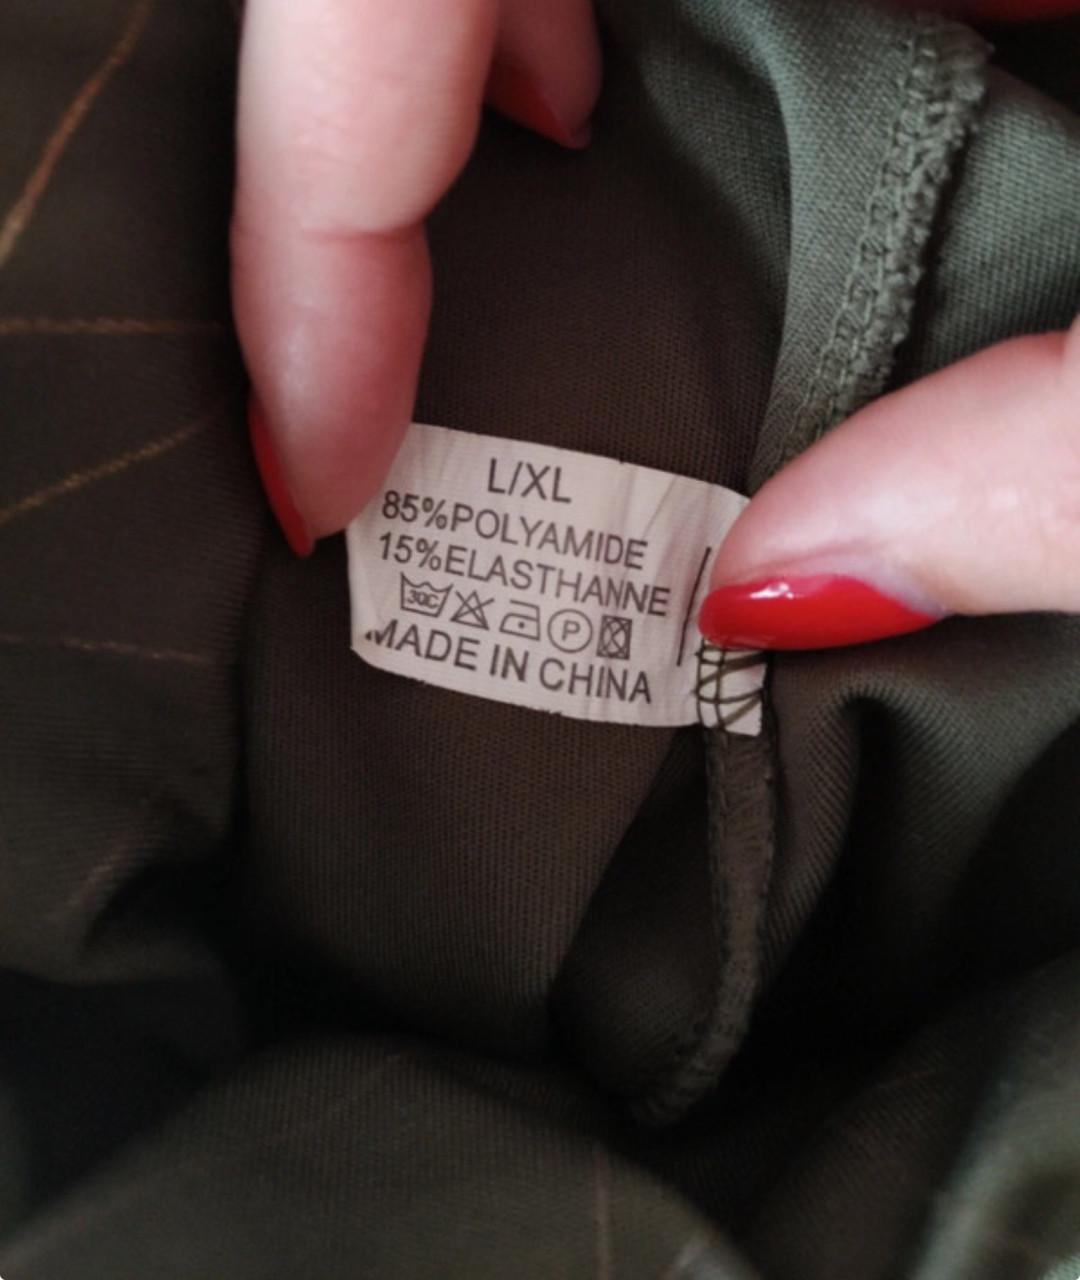 L/XL
85%POLYAMIDE
15%ELASTHANNE
30C P
MADE IN CHINA